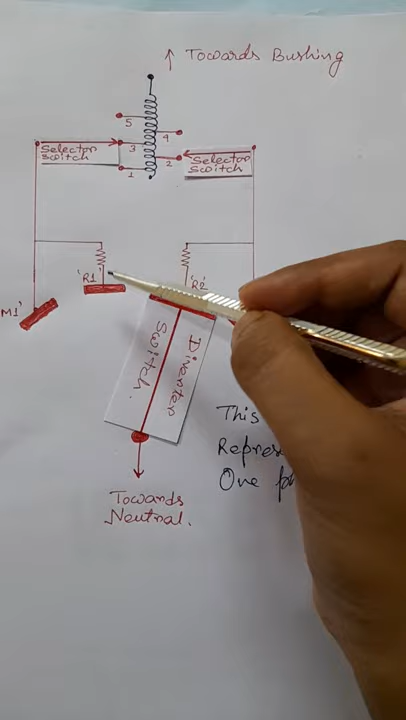 ↑ Towards Bushing
5
4
Selector
switch
3
Selector
switch
1
2
'R1'
'R2'
M1'
Diverter
Switch.
This
One
Towards
Neutral.